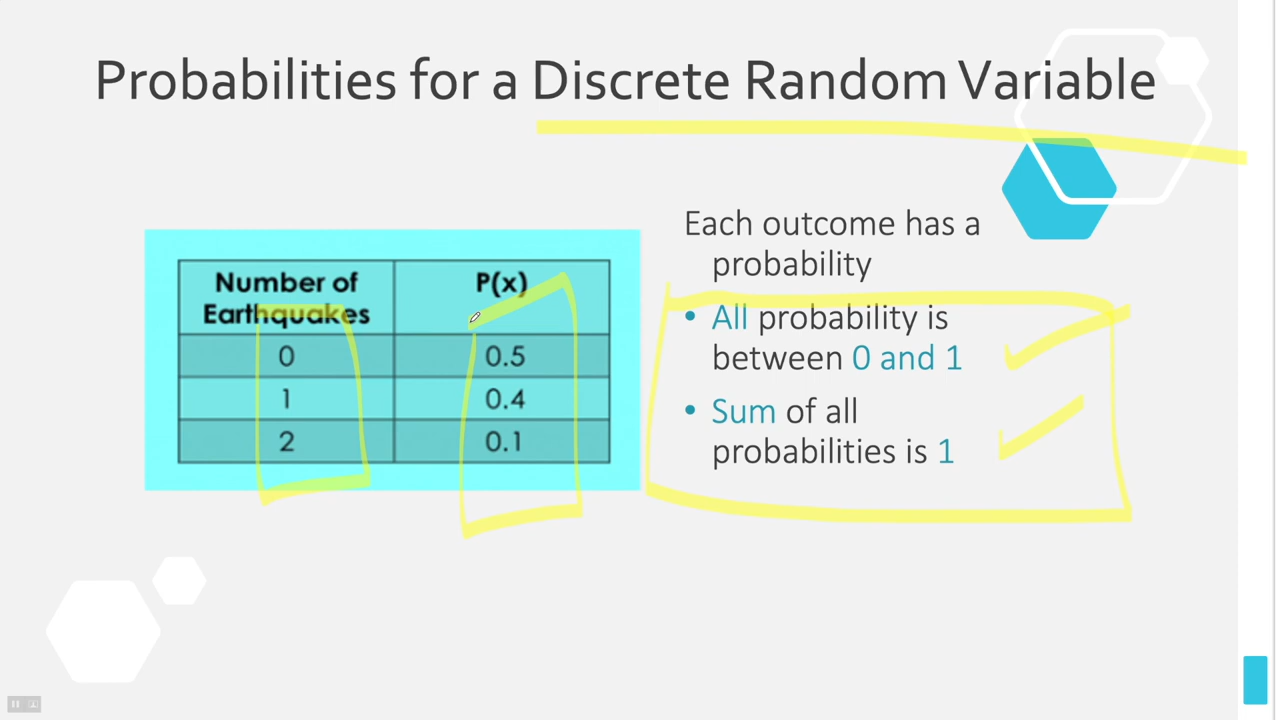 Probabilities for a Discrete Random Variable
Number of
Earthquakes
P(x)
0
0.5
1
0.4
2
0.1
Each outcome has a
probability
• All probability is
between 0 and 1
• Sum of all
probabilities is 1